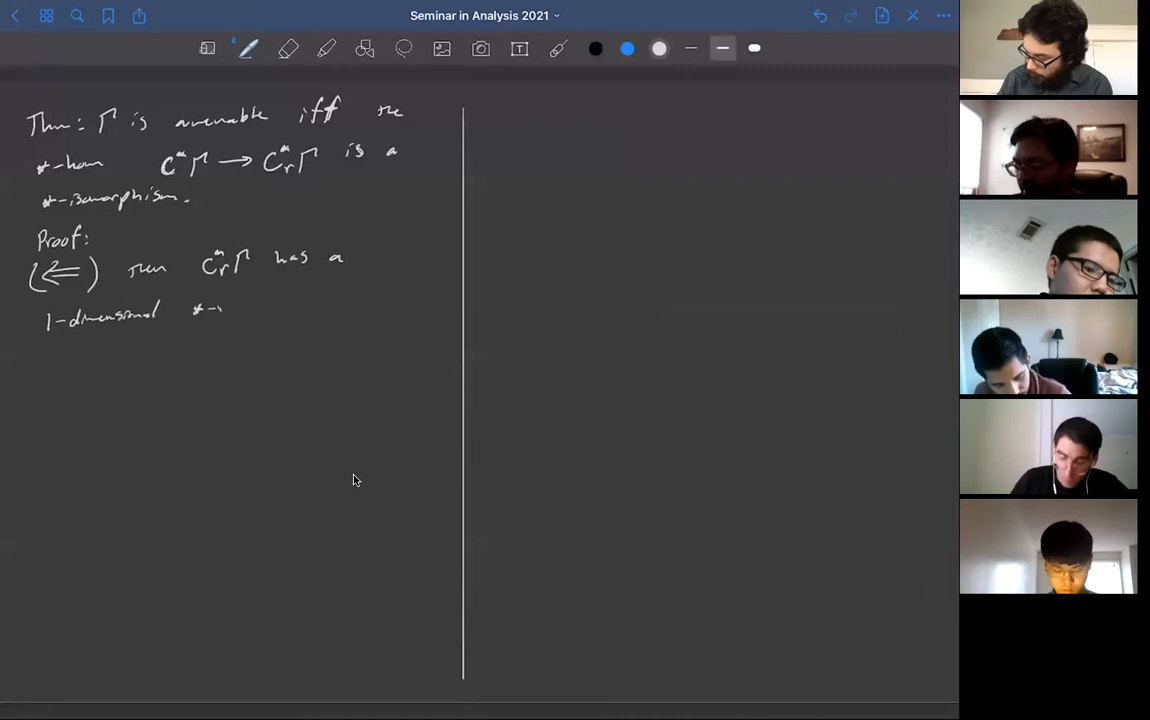 Seminar in Analysis 2021
Thm: Γ is amenable iff the
*-hom C*Γ → C*rΓ is a
*-isomorphism.
Proof:
(⇐) Then C*rΓ has a
1-dimensional *-